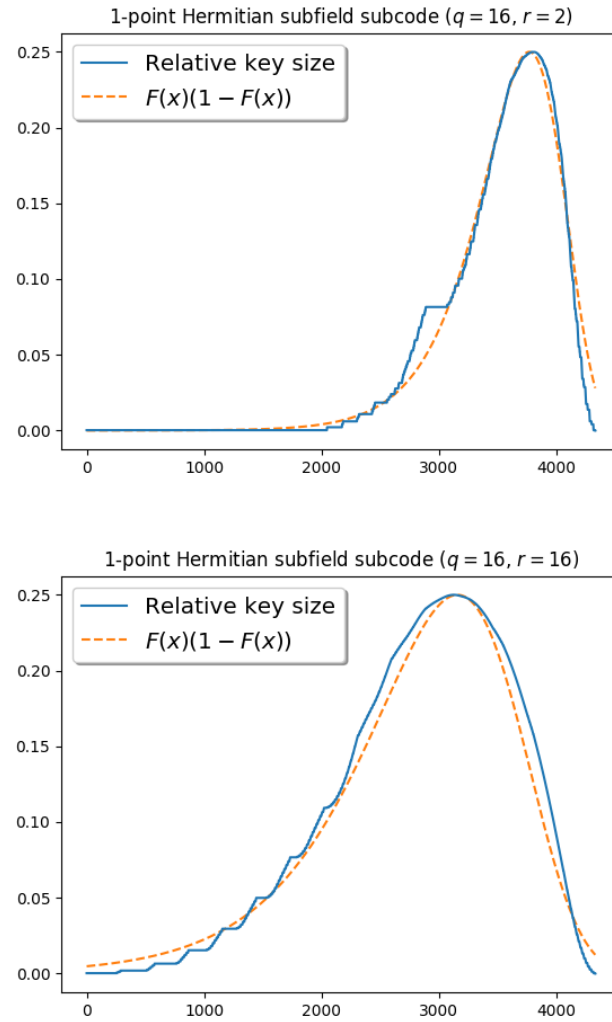 1-point Hermitian subfield subcode (q = 16, r = 2)
0.25
0.20
0.15
0.10
0.05
0.00
Relative key size
F(x)(1 − F(x))
0 1000 2000 3000 4000
1-point Hermitian subfield subcode (q = 16, r = 16)
0.25
0.20
0.15
0.10
0.05
0.00
Relative key size
F(x)(1 − F(x))
0 1000 2000 3000 4000